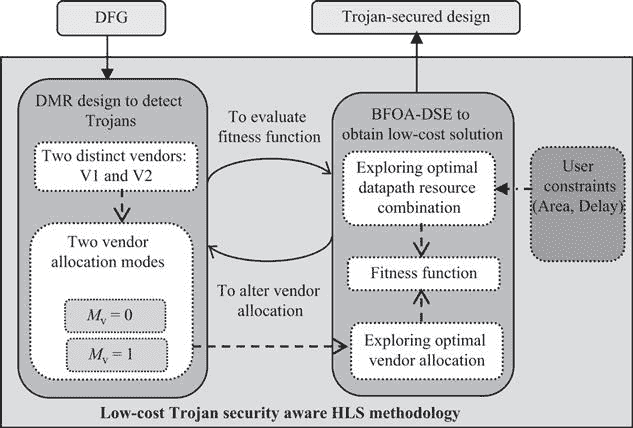 DFG
Trojan-secured design
DMR design to detect
Trojans
Two distinct vendors:
V1 and V2
Two vendor
allocation modes
Mv = 0
Mv = 1
To evaluate
fitness function
To alter vendor
allocation
BFOA-DSE to
obtain low-cost solution
Exploring optimal
datapath resource
combination
Fitness function
Exploring optimal
vendor allocation
User
constraints
(Area, Delay)
Low-cost Trojan security aware HLS methodology